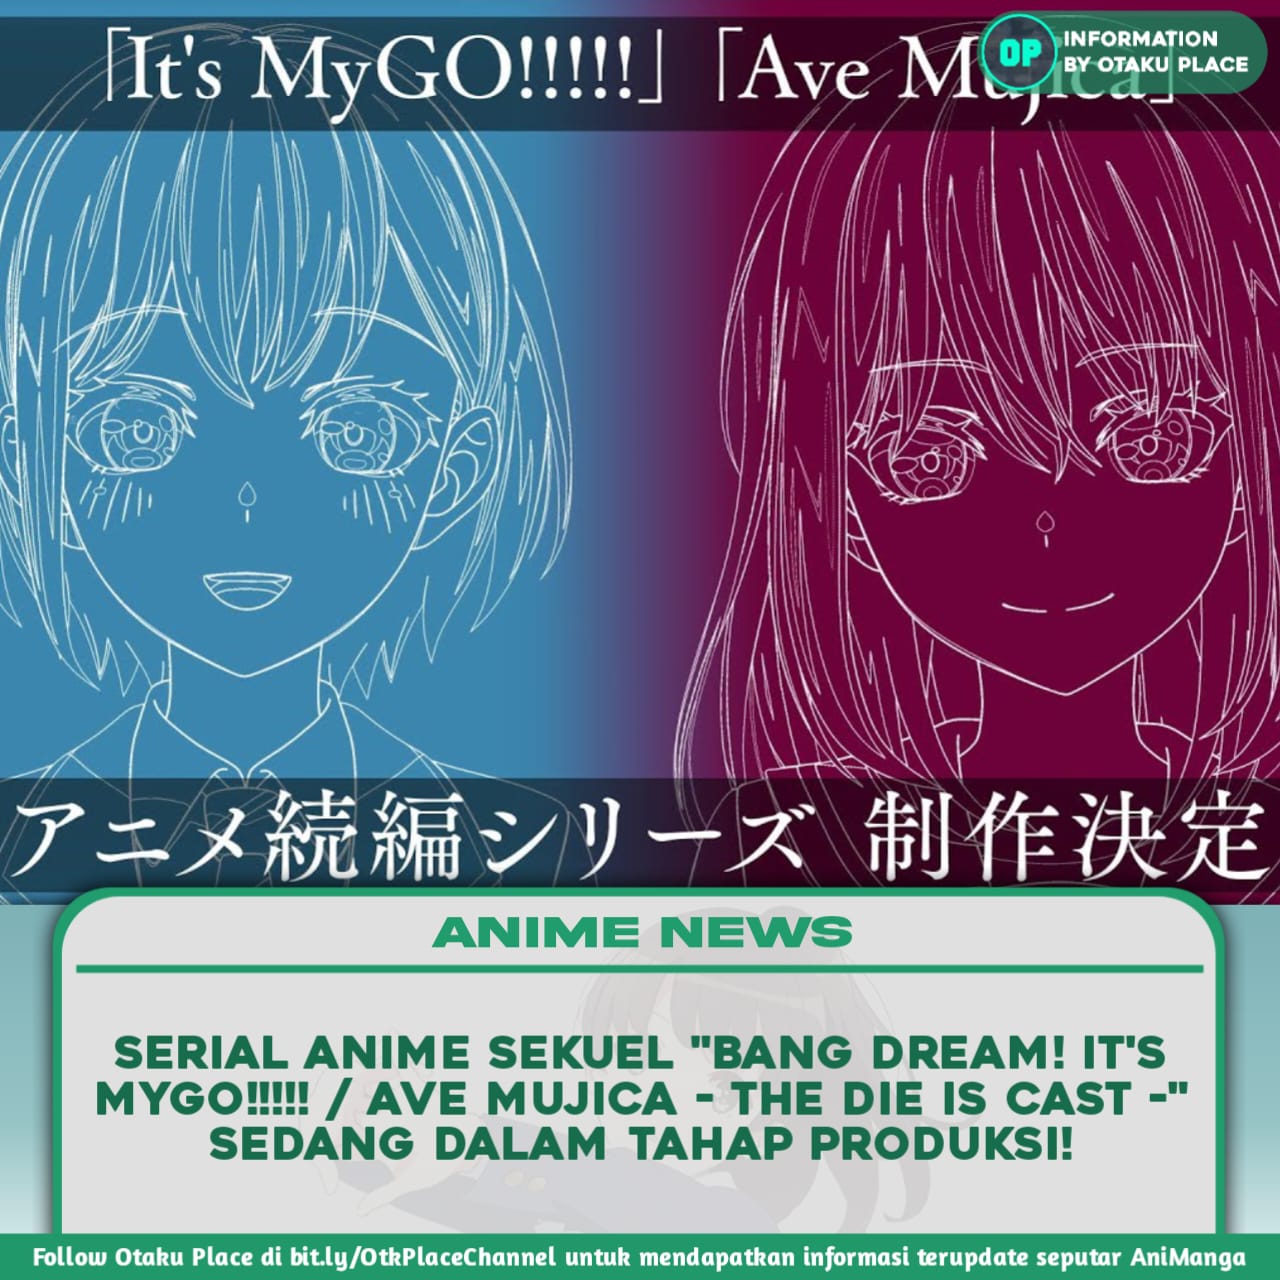 「It's MyGO!!!!!」「Ave Mujica」
OP
INFORMATION
BY OTAKU PLACE
アニメ続編シリーズ 制作決定
ANIME NEWS
SERIAL ANIME SEKUEL "BANG DREAM! IT'S
MYGO!!!!! / AVE MUJICA - THE DIE IS CAST -"
SEDANG DALAM TAHAP PRODUKSI!
Follow Otaku Place di bit.ly/OtkPlaceChannel untuk mendapatkan informasi terupdate seputar AniManga